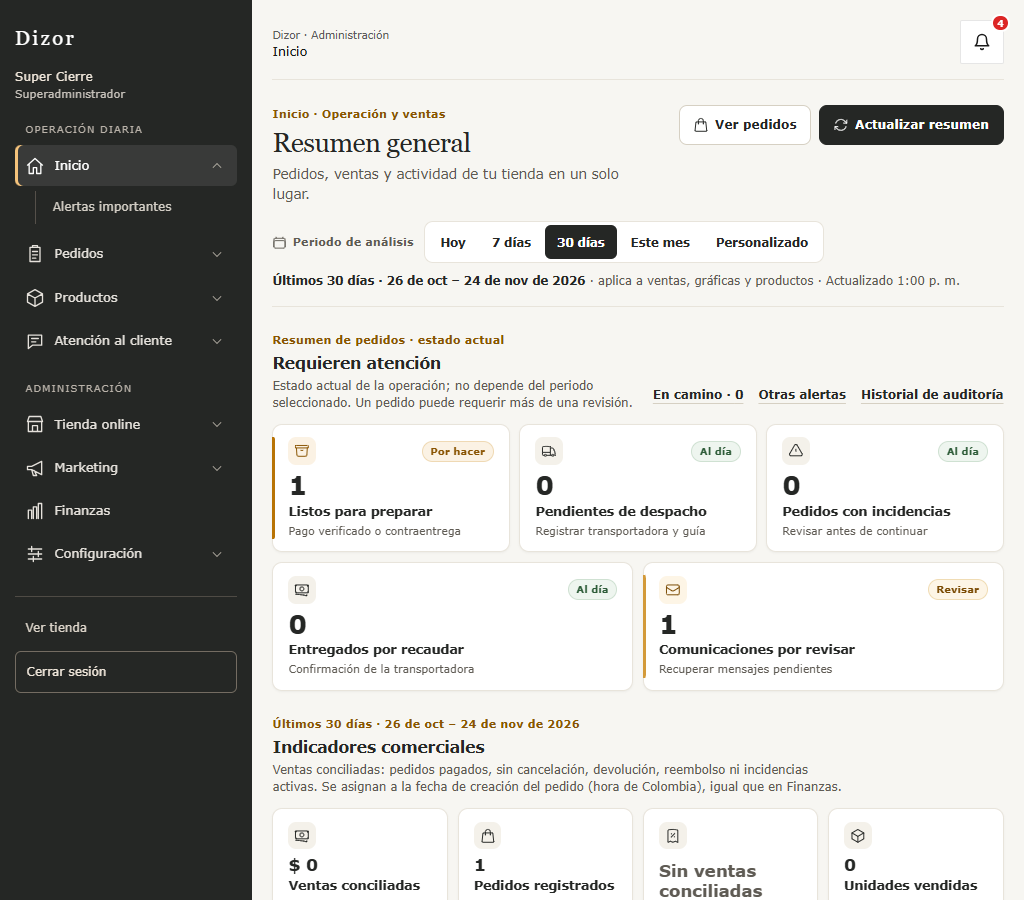 Dizor
Super Cierre
Superadministrador
OPERACIÓN DIARIA
Inicio
Alertas importantes
Pedidos
Productos
Atención al cliente
ADMINISTRACIÓN
Tienda online
Marketing
Finanzas
Configuración
Ver tienda
Cerrar sesión
Dizor · Administración
Inicio
4
Inicio · Operación y ventas
Resumen general
Pedidos, ventas y actividad de tu tienda en un solo
lugar.
Ver pedidos
Actualizar resumen
Periodo de análisis
Hoy
7 días
30 días
Este mes
Personalizado
Últimos 30 días · 26 de oct – 24 de nov de 2026 · aplica a ventas, gráficas y productos · Actualizado 1:00 p. m.
Resumen de pedidos · estado actual
Requieren atención
Estado actual de la operación; no depende del periodo
seleccionado. Un pedido puede requerir más de una revisión.
En camino · 0
Otras alertas
Historial de auditoría
Por hacer
1
Listos para preparar
Pago verificado o contraentrega
Al día
0
Pendientes de despacho
Registrar transportadora y guía
Al día
0
Pedidos con incidencias
Revisar antes de continuar
Al día
0
Entregados por recaudar
Confirmación de la transportadora
Revisar
1
Comunicaciones por revisar
Recuperar mensajes pendientes
Últimos 30 días · 26 de oct – 24 de nov de 2026
Indicadores comerciales
Ventas conciliadas: pedidos pagados, sin cancelación, devolución, reembolso ni incidencias
activas. Se asignan a la fecha de creación del pedido (hora de Colombia), igual que en Finanzas.
$ 0
Ventas conciliadas
1
Pedidos registrados
Sin ventas
conciliadas
0
Unidades vendidas